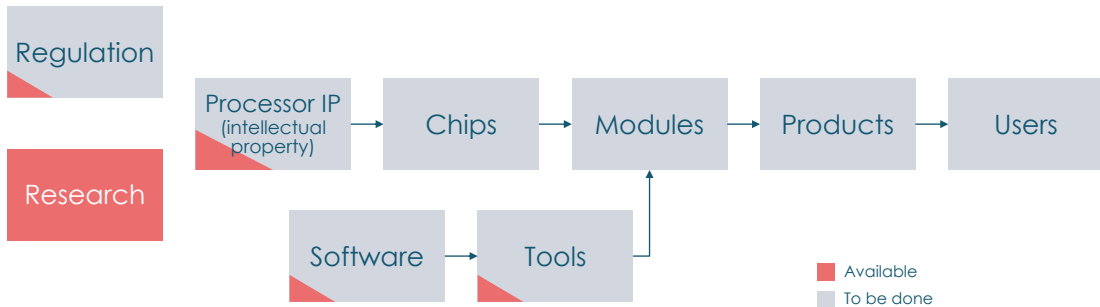 Regulation
Processor IP
(intellectual
property)
Chips
Modules
Products
Users
Research
Software
Tools
Available
To be done